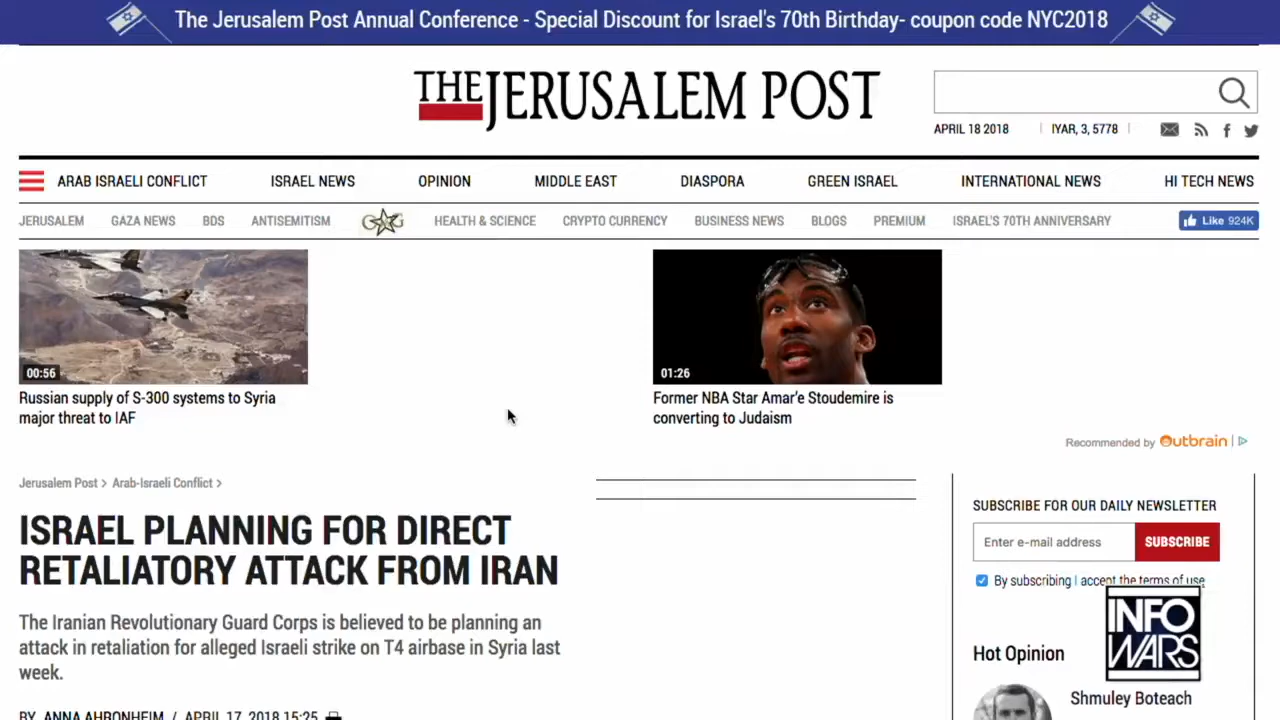 The Jerusalem Post Annual Conference - Special Discount for Israel's 70th Birthday- coupon code NYC2018
THE JERUSALEM POST
APRIL 18 2018 | IYAR, 3, 5778 |
ARAB ISRAELI CONFLICT ISRAEL NEWS OPINION MIDDLE EAST DIASPORA GREEN ISRAEL INTERNATIONAL NEWS HI TECH NEWS
JERUSALEM GAZA NEWS BDS ANTISEMITISM HEALTH & SCIENCE CRYPTO CURRENCY BUSINESS NEWS BLOGS PREMIUM ISRAEL'S 70TH ANNIVERSARY Like 924K
00:56
Russian supply of S-300 systems to Syria
major threat to IAF
01:26
Former NBA Star Amar'e Stoudemire is
converting to Judaism
Recommended by Outbrain
Jerusalem Post > Arab-Israeli Conflict >
ISRAEL PLANNING FOR DIRECT
RETALIATORY ATTACK FROM IRAN
The Iranian Revolutionary Guard Corps is believed to be planning an
attack in retaliation for alleged Israeli strike on T4 airbase in Syria last
week.
BY ANNA AHRONHEIM / APRIL 17, 2018 15:25
SUBSCRIBE FOR OUR DAILY NEWSLETTER
Enter e-mail address SUBSCRIBE
By subscribing I accept the terms of use
INFO
WARS
Hot Opinion
Shmuley Boteach